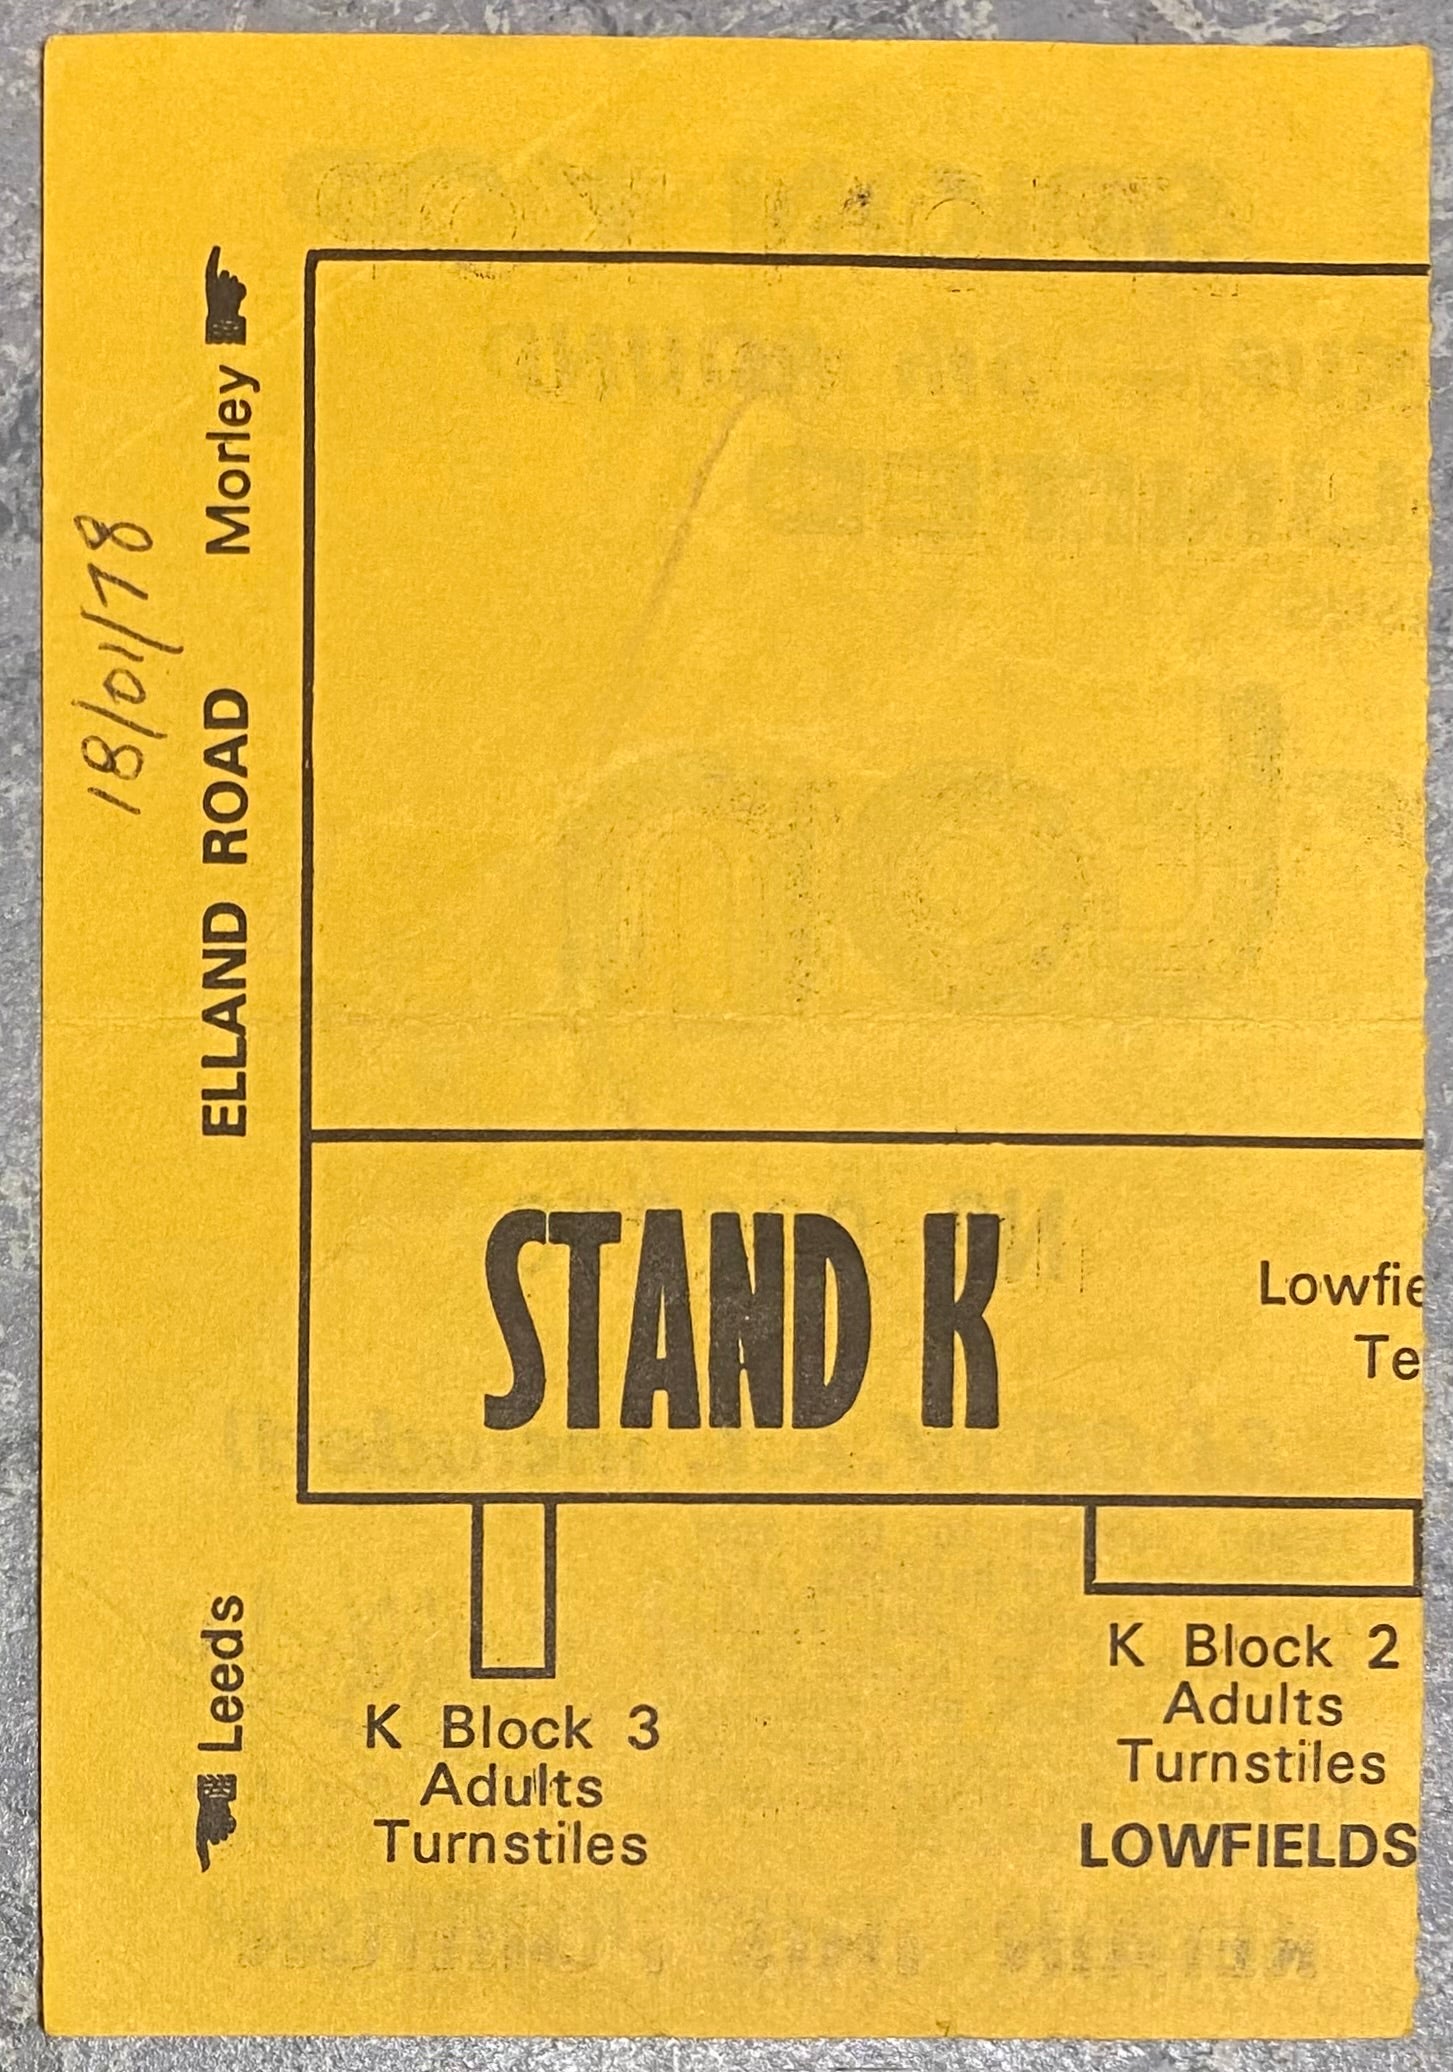 18/01/78
ELLAND ROAD
Morley
Leeds
STAND K
Lowfie
Te
K Block 3
Adults
Turnstiles
K Block 2
Adults
Turnstiles
LOWFIELDS